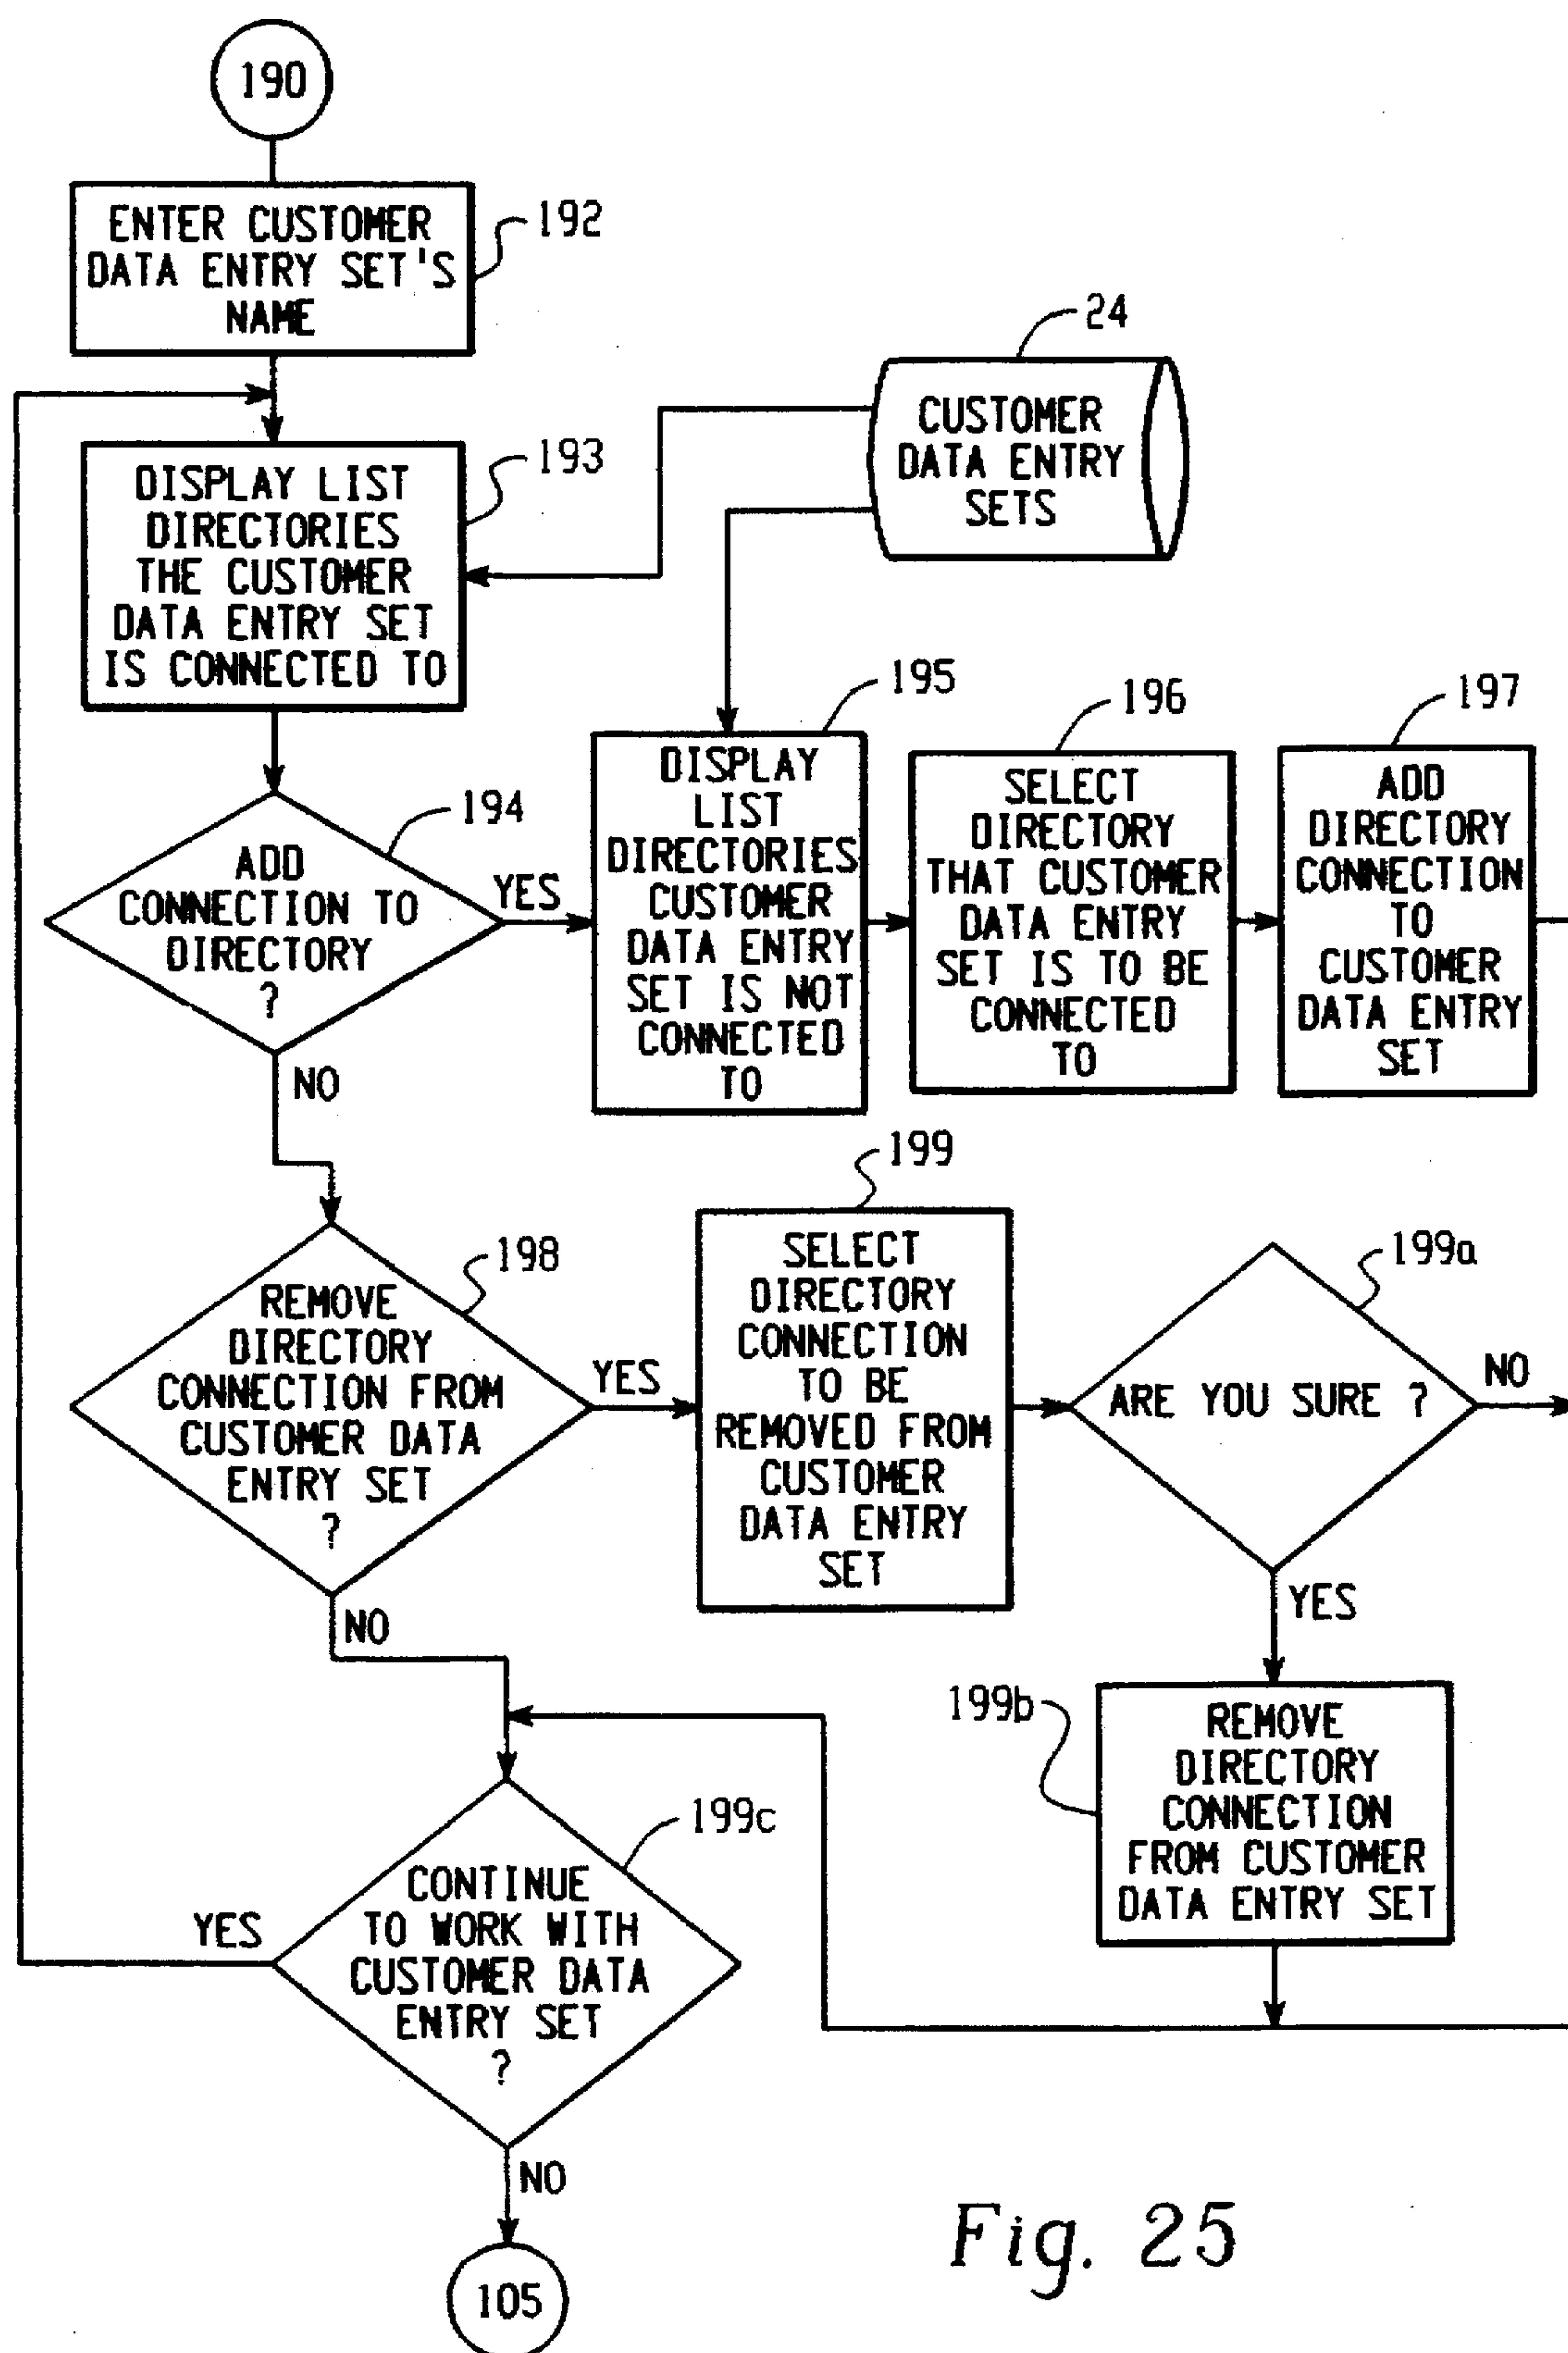 190
ENTER CUSTOMER
DATA ENTRY SET'S
NAME
192
24
CUSTOMER
DATA ENTRY
SETS
DISPLAY LIST
DIRECTORIES
THE CUSTOMER
DATA ENTRY SET
IS CONNECTED TO
193
194
ADD
CONNECTION TO
DIRECTORY
?
YES
NO
195
DISPLAY
LIST
DIRECTORIES
CUSTOMER
DATA ENTRY
SET IS NOT
CONNECTED
TO
196
SELECT
DIRECTORY
THAT CUSTOMER
DATA ENTRY
SET IS TO BE
CONNECTED
TO
197
ADD
DIRECTORY
CONNECTION
TO
CUSTOMER
DATA ENTRY
SET
198
REMOVE
DIRECTORY
CONNECTION FROM
CUSTOMER DATA
ENTRY SET
?
YES
NO
199
SELECT
DIRECTORY
CONNECTION
TO BE
REMOVED FROM
CUSTOMER
DATA ENTRY
SET
199a
ARE YOU SURE ?
NO
YES
199b
REMOVE
DIRECTORY
CONNECTION
FROM CUSTOMER
DATA ENTRY SET
199c
CONTINUE
TO WORK WITH
CUSTOMER DATA
ENTRY SET
?
YES
NO
105
Fig. 25